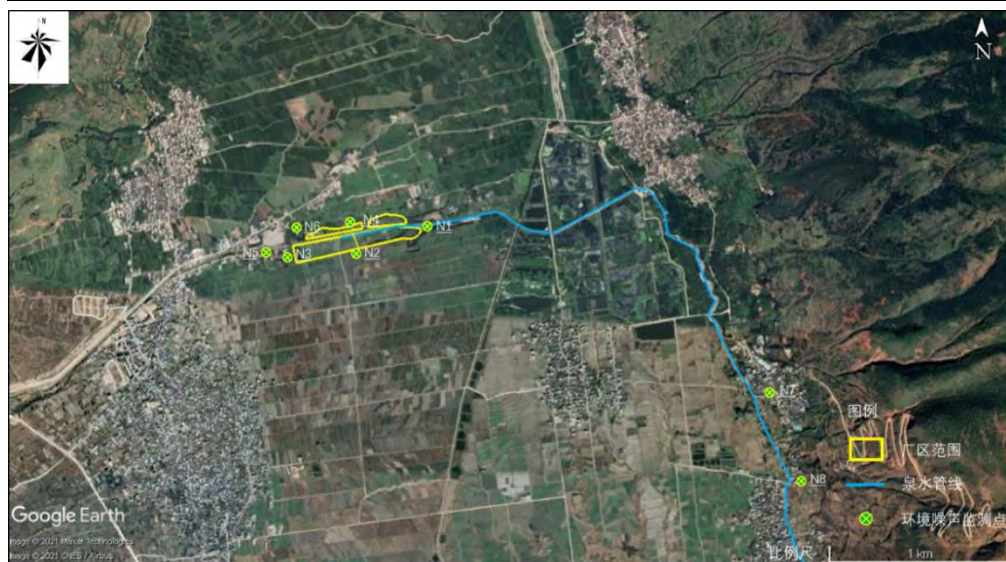 N
N
N6
N4
N1
N5
N3
N2
N7
图例
厂区范围
N8
泉水管线
Google Earth
环境噪声监测点
Image © 2021 Maxar Technologies
Image © 2021 CNES / Airbus
比例尺
1 km